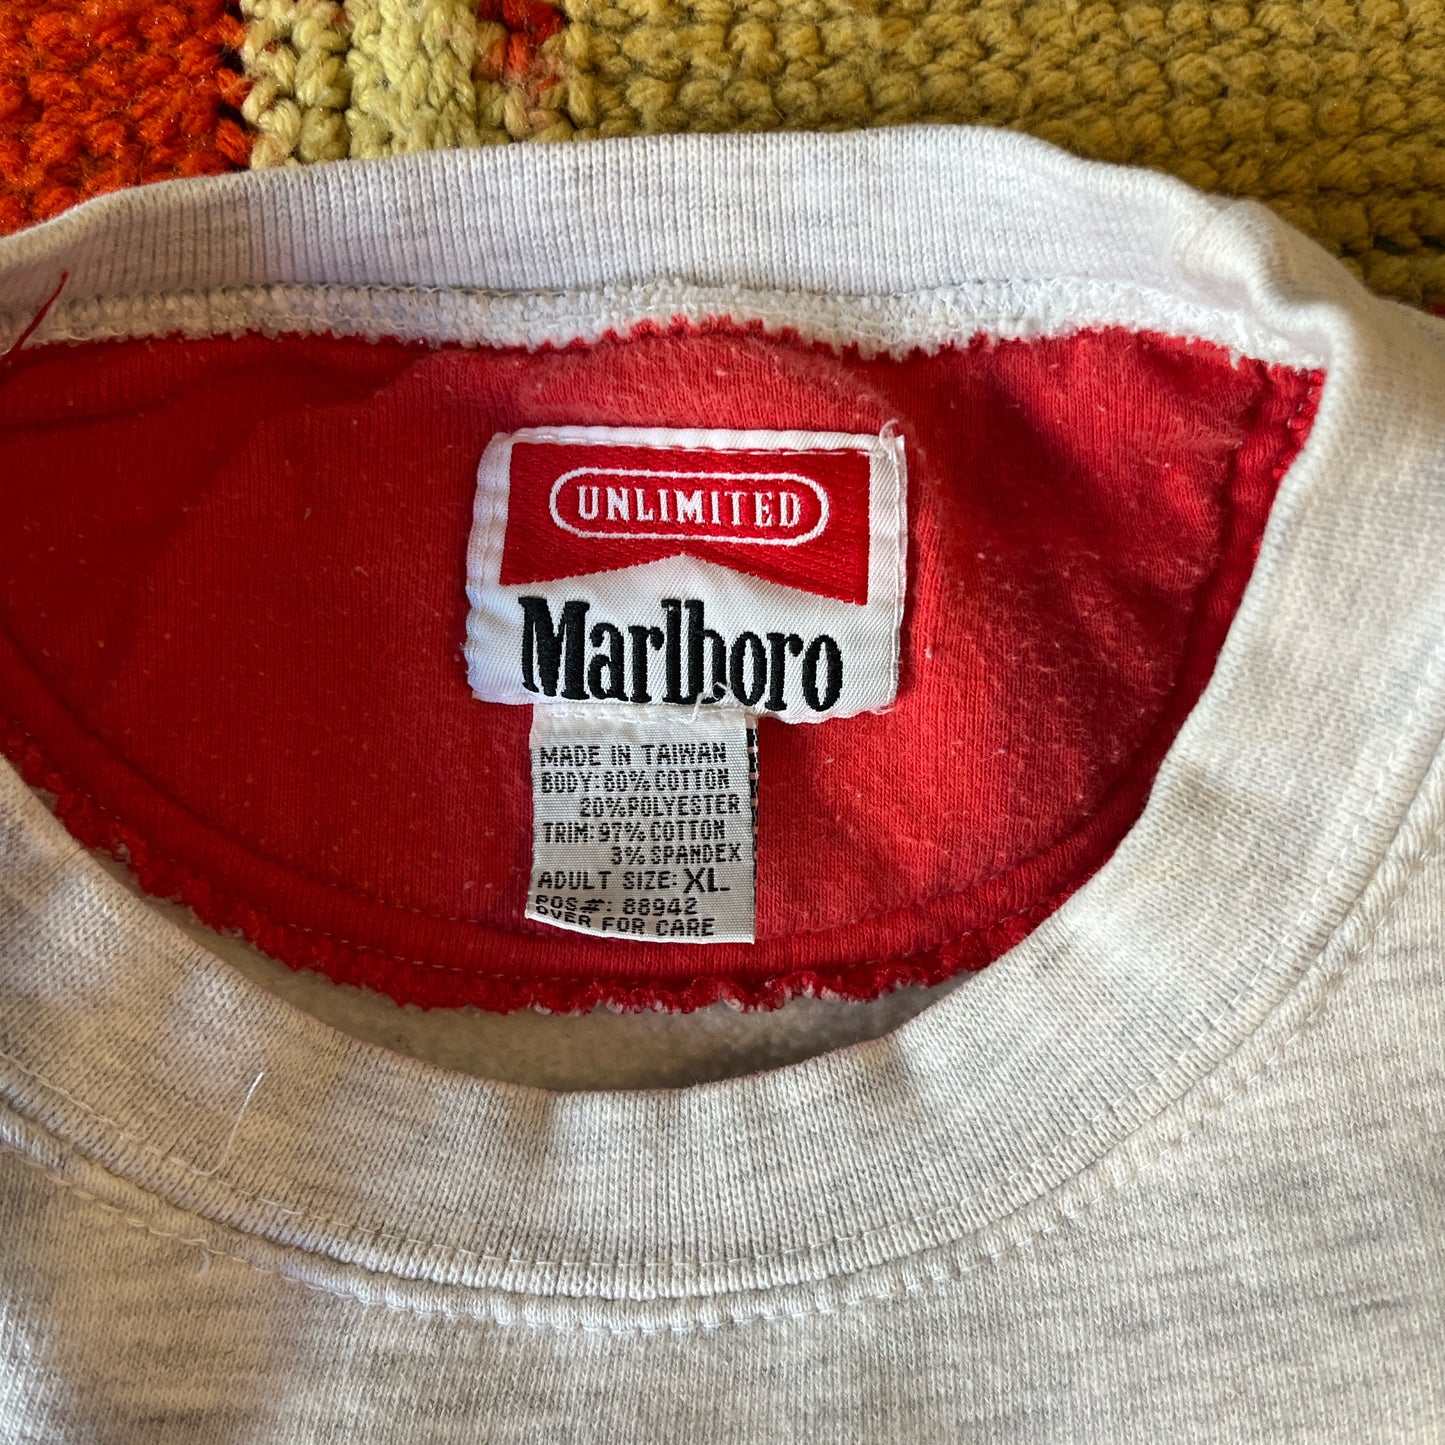 UNLIMITED
Marlboro
MADE IN TAIWAN
BODY: 80% COTTON
20% POLYESTER
TRIM: 97% COTTON
3% SPANDEX
ADULT SIZE: XL
POS#: 88942
OVER FOR CARE